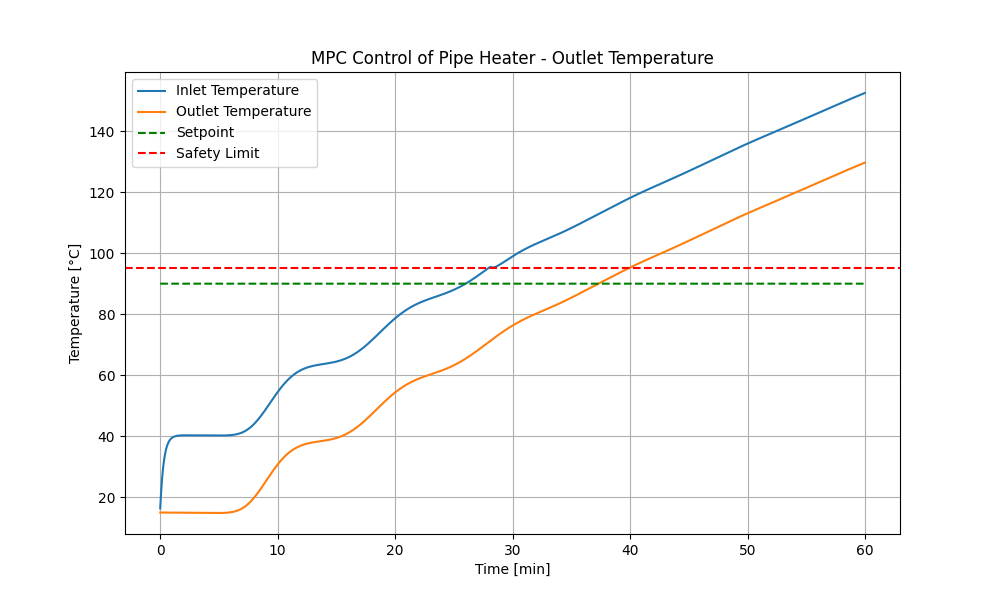 MPC Control of Pipe Heater - Outlet Temperature
Inlet Temperature
Outlet Temperature
Setpoint
Safety Limit
Temperature [°C]
140
120
100
80
60
40
20
0 10 20 30 40 50 60
Time [min]